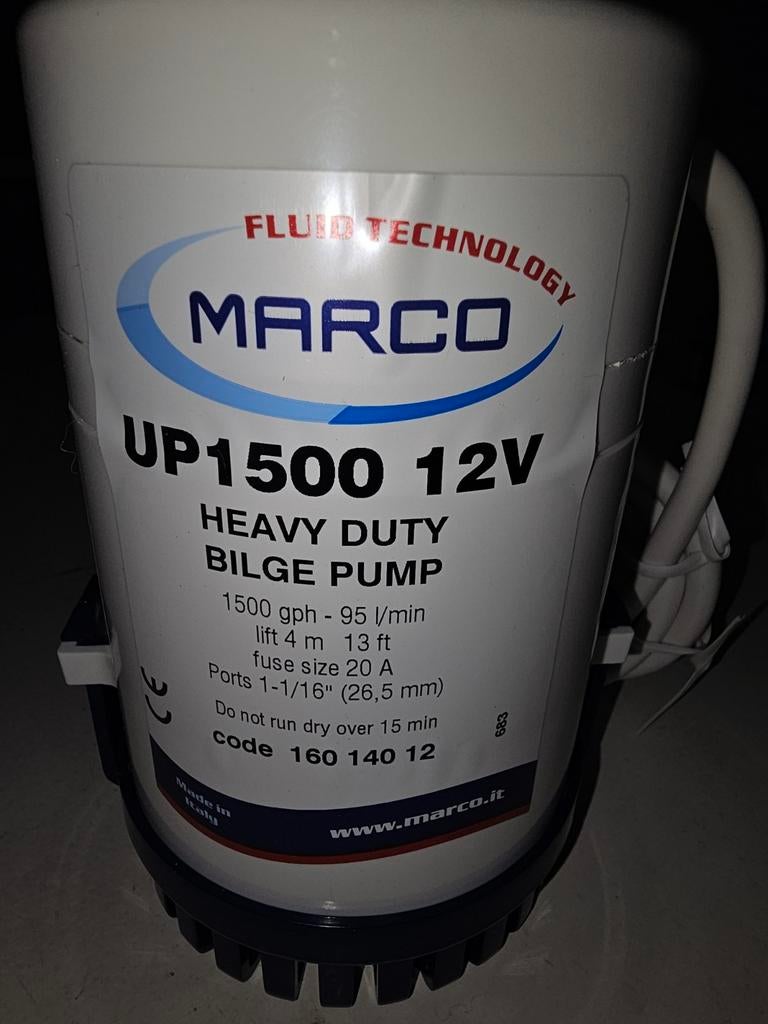 FLUID TECHNOLOGY
MARCO
UP1500 12V
HEAVY DUTY
BILGE PUMP
1500 gph - 95 l/min
lift 4 m 13 ft
fuse size 20 A
Ports 1-1/16" (26,5 mm)
CE
Do not run dry over 15 min
683
code 160 140 12
Made in
Italy
www.marco.it